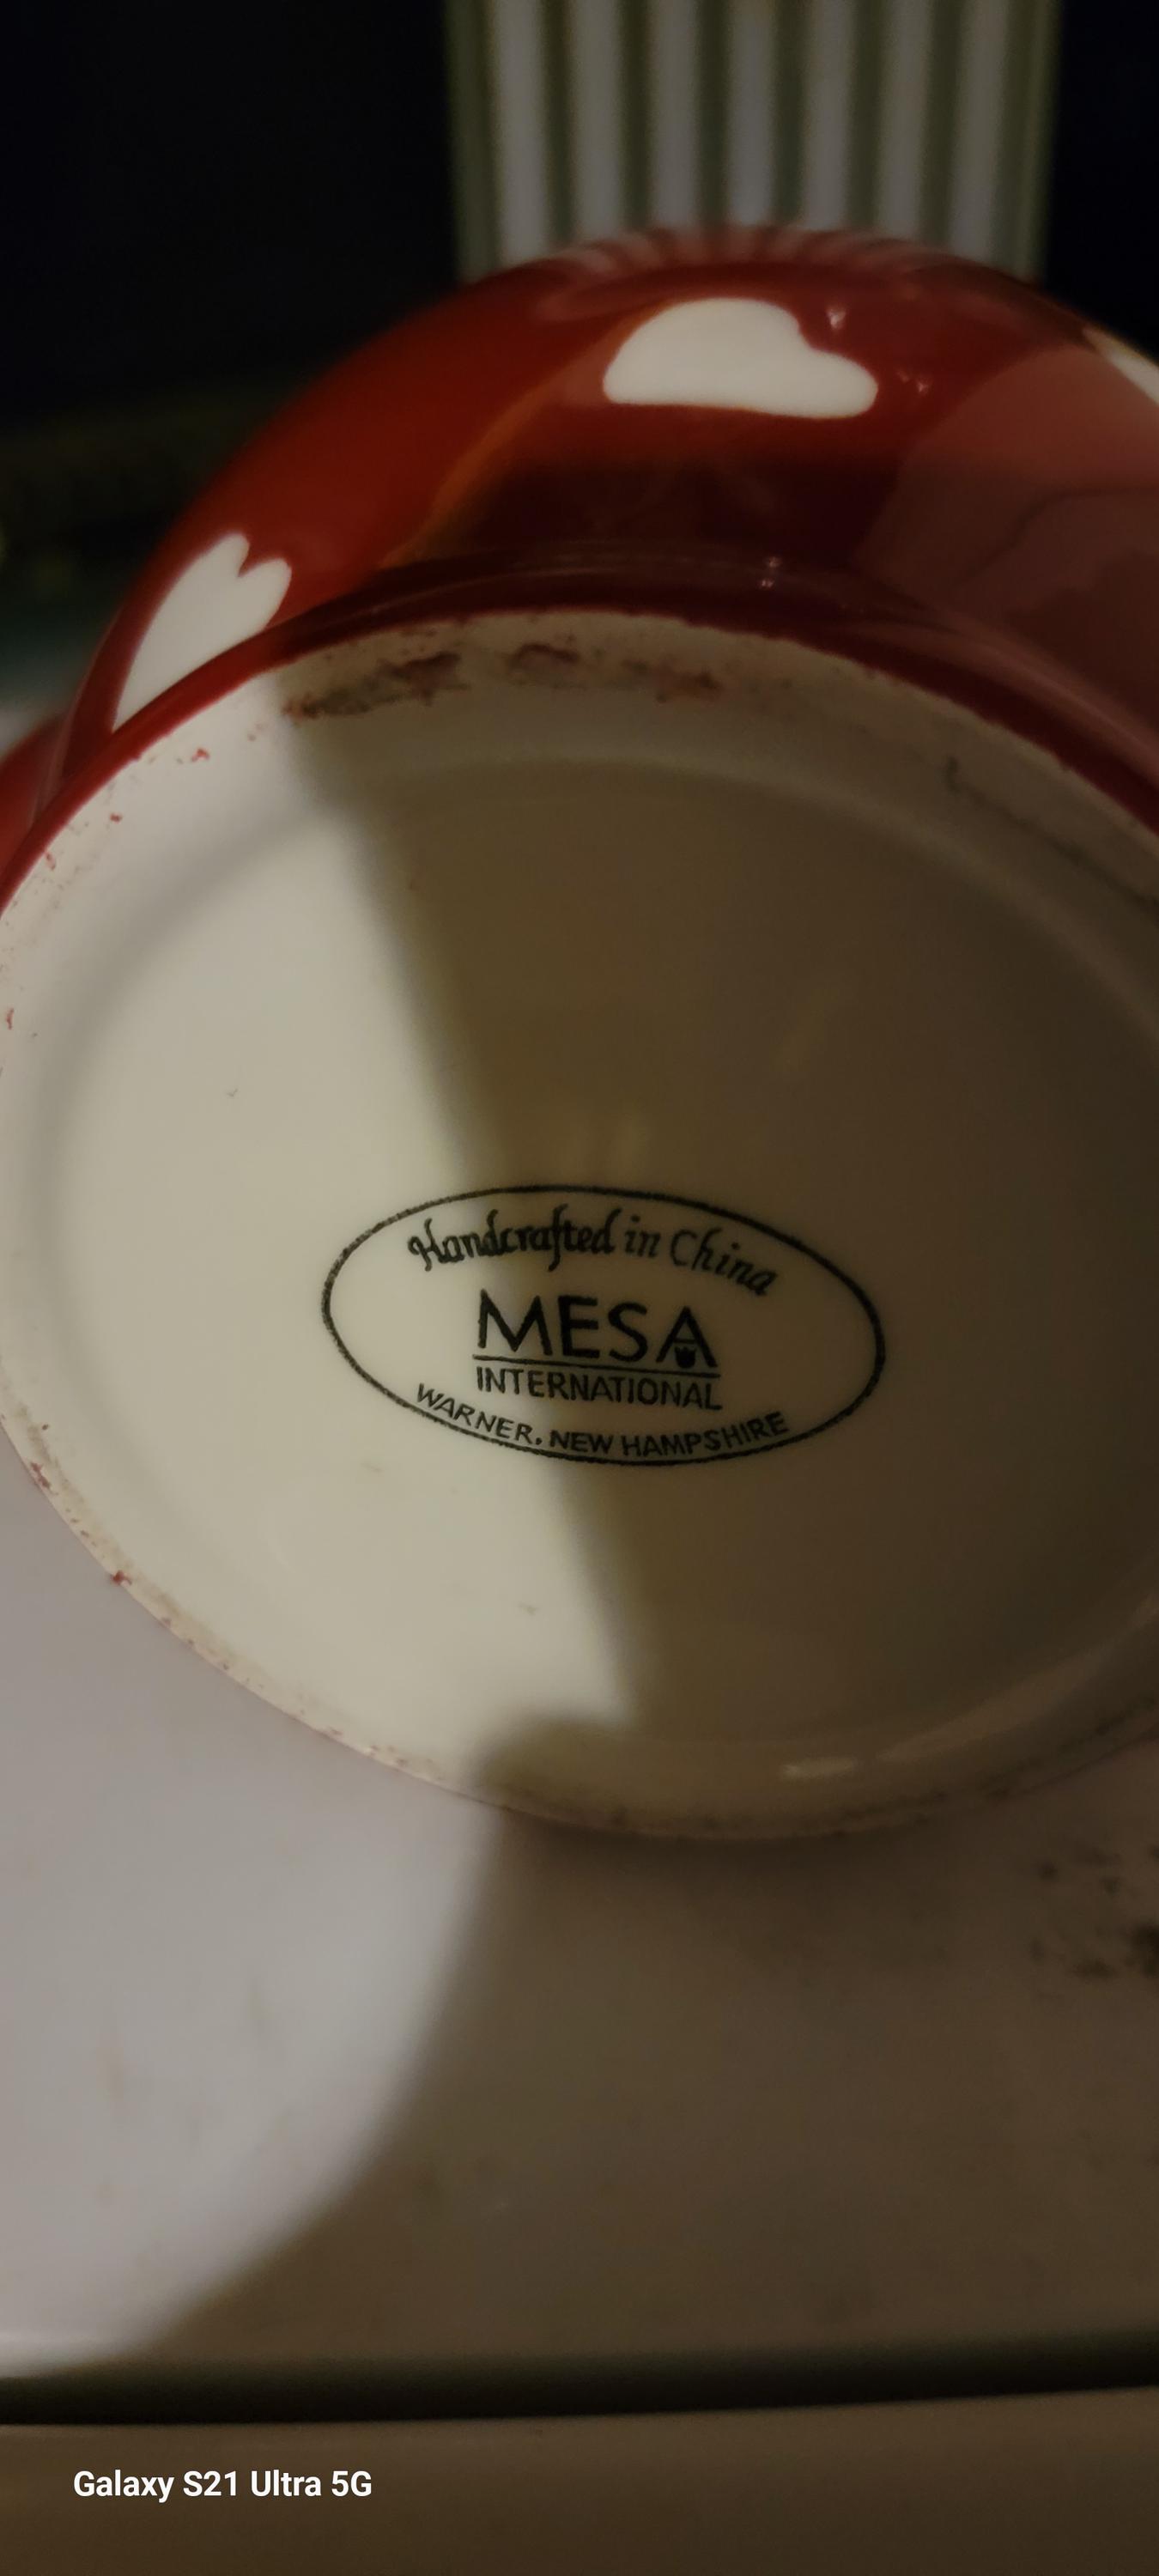 Handcrafted in China
MESA
INTERNATIONAL
WARNER, NEW HAMPSHIRE
Galaxy S21 Ultra 5G